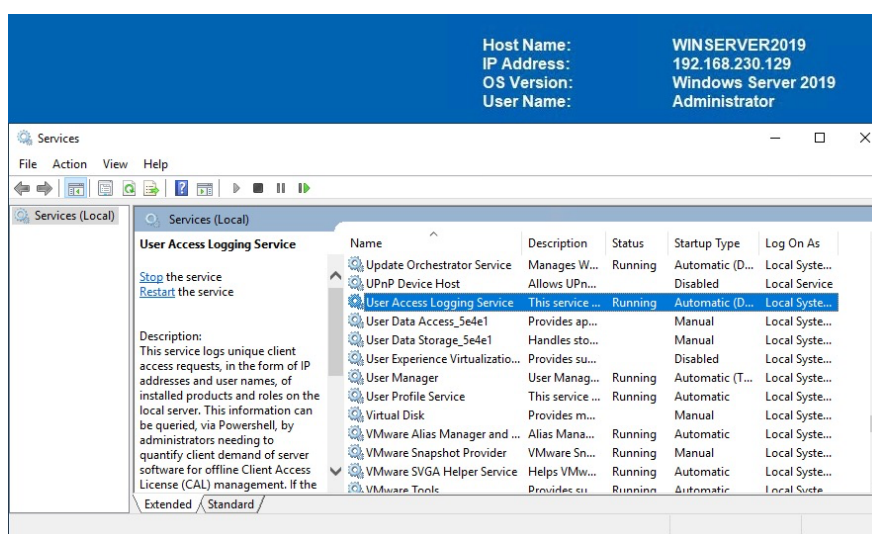 Host Name: WINSERVER2019
IP Address: 192.168.230.129
OS Version: Windows Server 2019
User Name: Administrator
Services
File Action View Help
Services (Local)
Services (Local)
User Access Logging Service
Stop the service
Restart the service
Description:
This service logs unique client
access requests, in the form of IP
addresses and user names, of
installed products and roles on the
local server. This information can
be queried, via Powershell, by
administrators needing to
quantify client demand of server
software for offline Client Access
License (CAL) management. If the
Name Description Status Startup Type Log On As
Update Orchestrator Service Manages W... Running Automatic (D... Local Syste...
UPnP Device Host Allows UPn... Disabled Local Service
User Access Logging Service This service ... Running Automatic (D... Local Syste...
User Data Access_5e4e1 Provides ap... Manual Local Syste...
User Data Storage_5e4e1 Handles sto... Manual Local Syste...
User Experience Virtualizatio... Provides su... Disabled Local Syste...
User Manager User Manag... Running Automatic (T... Local Syste...
User Profile Service This service ... Running Automatic Local Syste...
Virtual Disk Provides m... Manual Local Syste...
VMware Alias Manager and ... Alias Mana... Running Automatic Local Syste...
VMware Snapshot Provider VMware Sn... Running Manual Local Syste...
VMware SVGA Helper Service Helps VMw... Running Automatic Local Syste...
VMware Tools Provides su Running Automatic Local Syste
Extended Standard